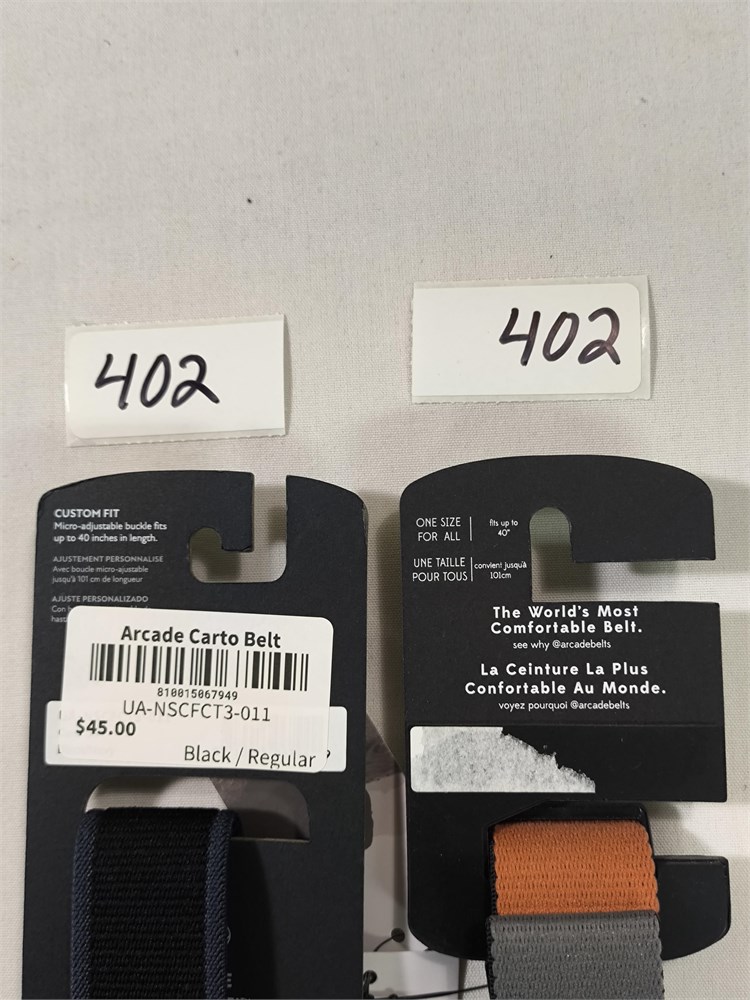 402
402
CUSTOM FIT
Micro-adjustable buckle fits
up to 40 inches in length.
AJUSTEMENT PERSONNALISÉ
Avec boucle micro-ajustable
jusqu'à 101 cm de longueur
AJUSTE PERSONALIZADO
Arcade Carto Belt
810015067949
UA-NSCFCT3-011
$45.00
Black / Regular
ONE SIZE
FOR ALL
fits up to
40"
UNE TAILLE
POUR TOUS
convient jusqu'à
101cm
The World's Most
Comfortable Belt.
see why @arcadebelts
La Ceinture La Plus
Confortable Au Monde.
voyez pourquoi @arcadebelts